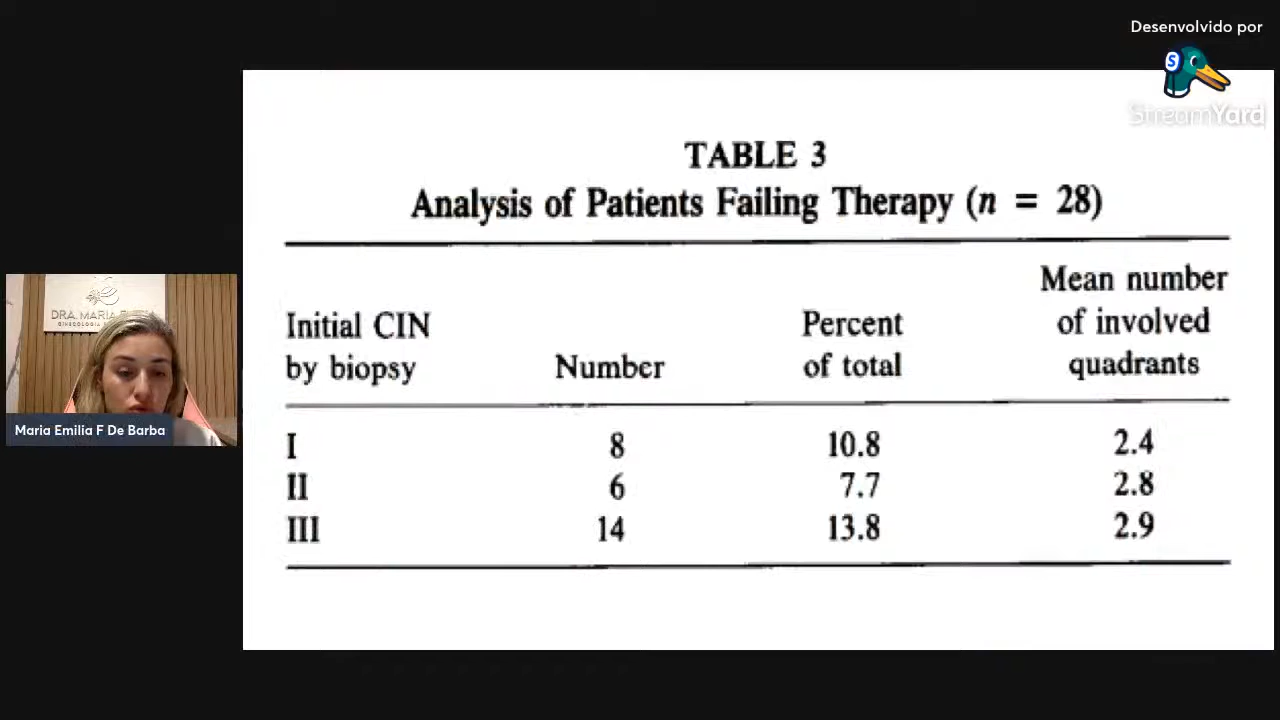 Desenvolvido por
StreamYard
TABLE 3
Analysis of Patients Failing Therapy (n = 28)
Initial CIN by biopsy Number Percent of total Mean number of involved quadrants
I 8 10.8 2.4
II 6 7.7 2.8
III 14 13.8 2.9
DRA. MARIA
Maria Emilia F De Barba